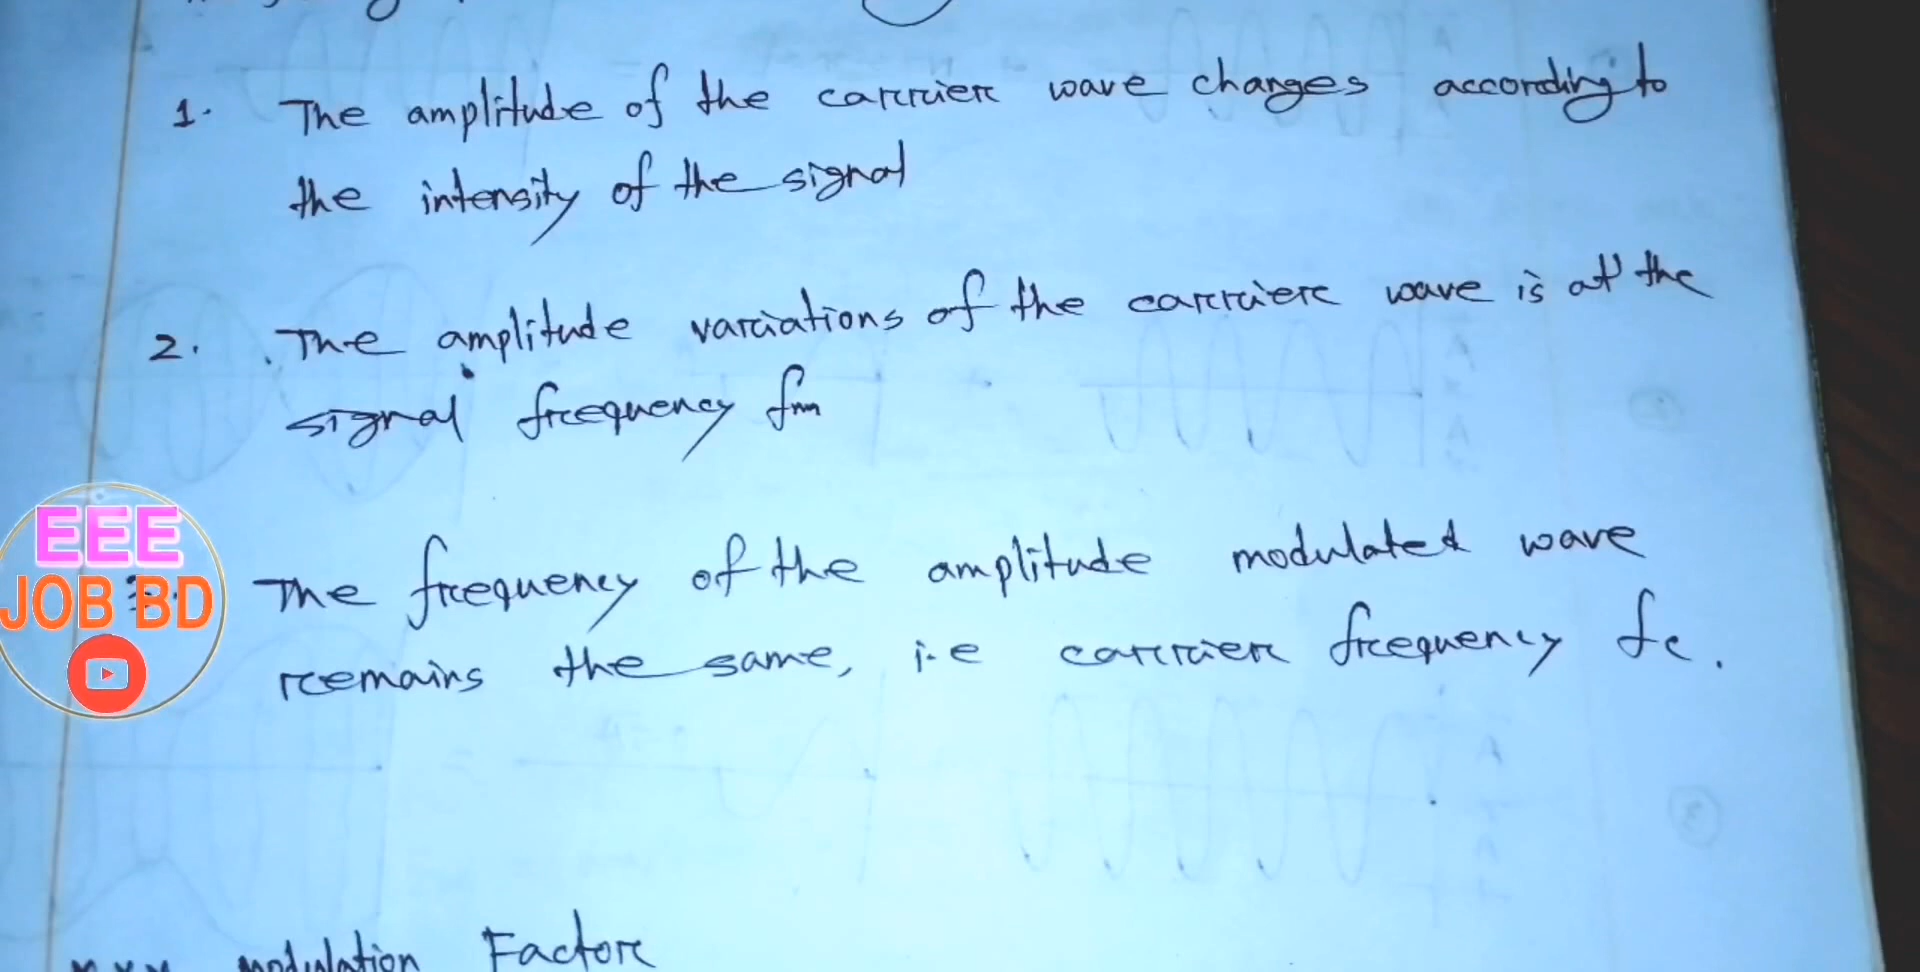 1. The amplitude of the carrier wave changes according to
the intensity of the signal
2. The amplitude variations of the carrier wave is at the
signal frequency fm
EEE
JOB BD
3. The frequency of the amplitude modulated wave
remains the same, i.e carrier frequency fc.
modulation Factor